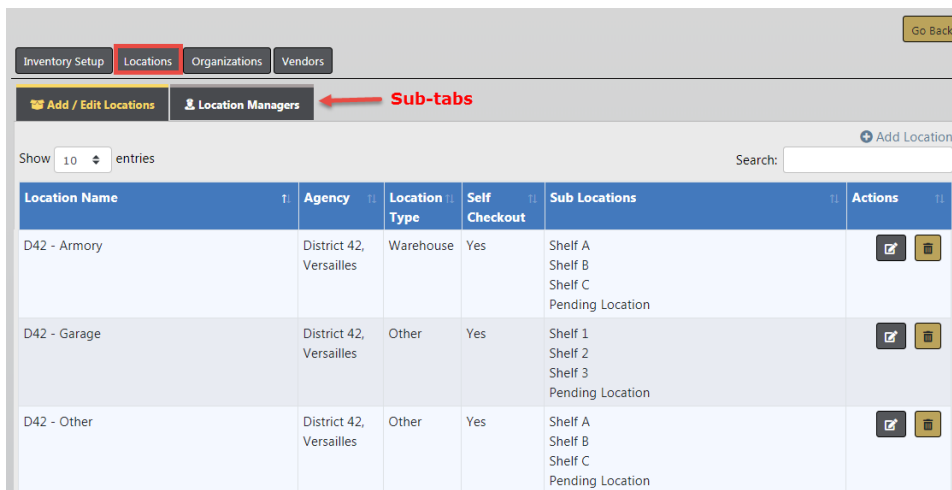 Go Back
Inventory Setup Locations Organizations Vendors
Add / Edit Locations Location Managers Sub-tabs
Add Location
Show 10 entries Search:
Location Name Agency Location Type Self Checkout Sub Locations Actions
D42 - Armory District 42, Versailles Warehouse Yes Shelf A
Shelf B
Shelf C
Pending Location
D42 - Garage District 42, Versailles Other Yes Shelf 1
Shelf 2
Shelf 3
Pending Location
D42 - Other District 42, Versailles Other Yes Shelf A
Shelf B
Shelf C
Pending Location